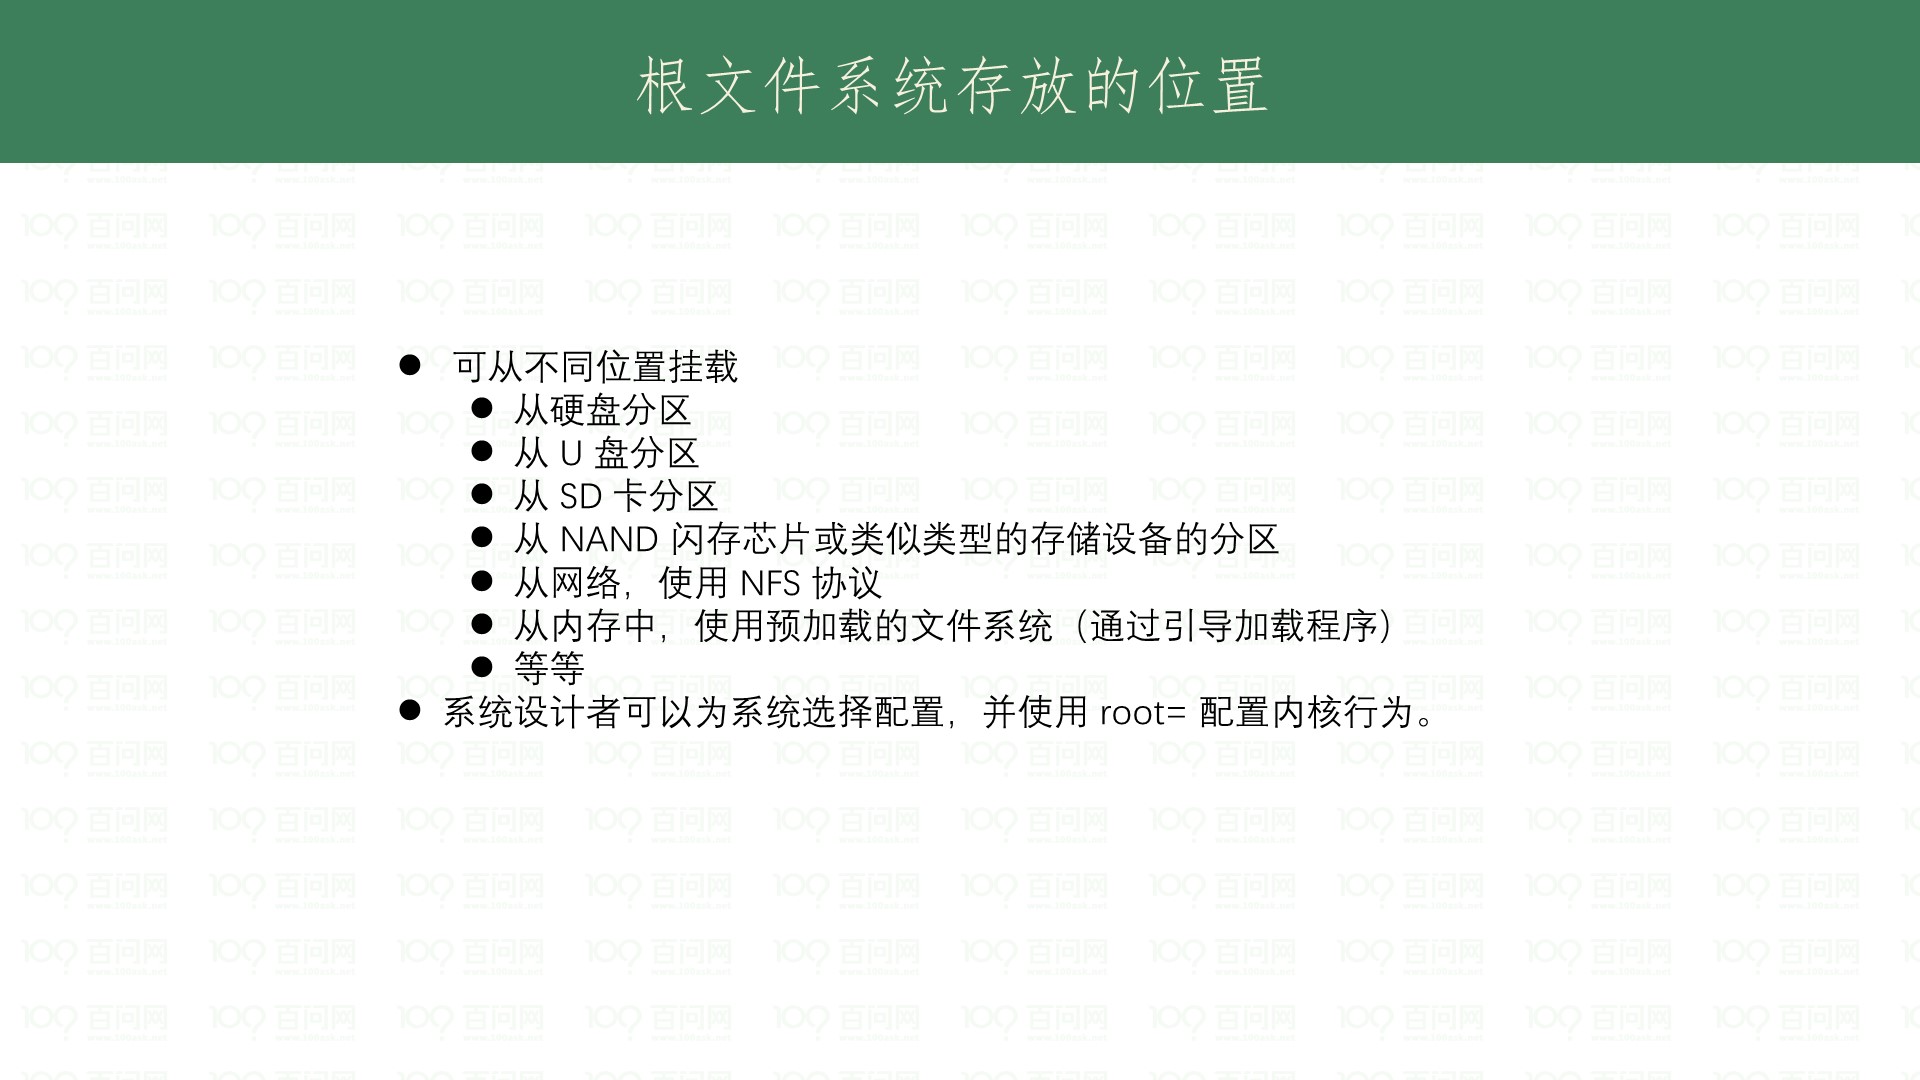 根文件系统存放的位置
● 可从不同位置挂载
● 从硬盘分区
● 从 U 盘分区
● 从 SD 卡分区
● 从 NAND 闪存芯片或类似类型的存储设备的分区
● 从网络，使用 NFS 协议
● 从内存中，使用预加载的文件系统（通过引导加载程序）
● 等等
● 系统设计者可以为系统选择配置，并使用 root= 配置内核行为。
百问网
www.100ask.net